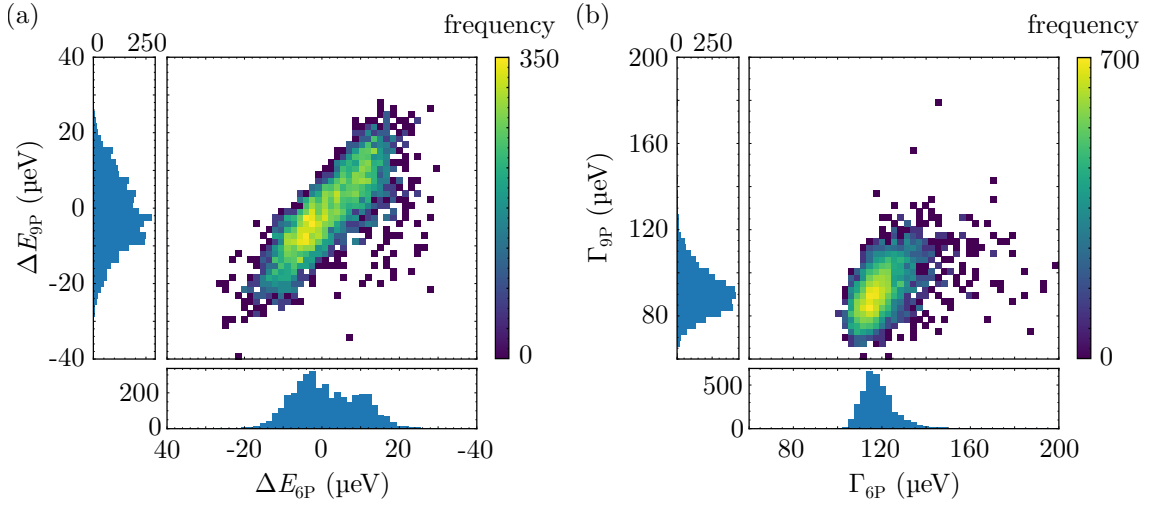 (a)
frequency
0 250
40
20
0
-20
-40
ΔE9P (µeV)
350
0
200
0
40 -20 0 20 -40
ΔE6P (µeV)
(b)
frequency
0 250
200
160
120
80
Γ9P (µeV)
700
0
500
0
80 120 160 200
Γ6P (µeV)